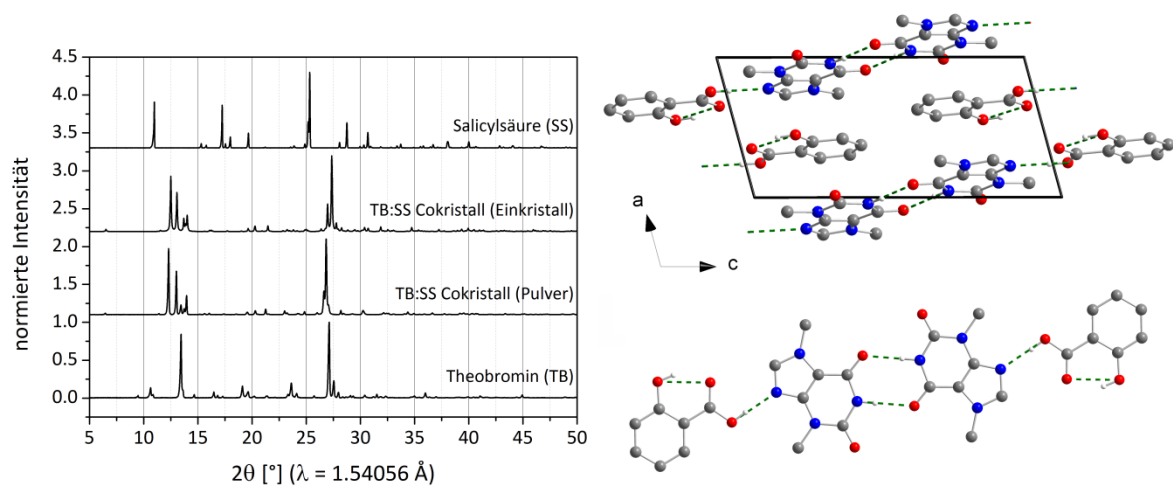 normierte Intensität
4.5
4.0
3.5
3.0
2.5
2.0
1.5
1.0
0.5
0.0
Salicylsäure (SS)
TB:SS Cokristall (Einkristall)
TB:SS Cokristall (Pulver)
Theobromin (TB)
5 10 15 20 25 30 35 40 45 50
2θ [°] (λ = 1.54056 Å)
a
c